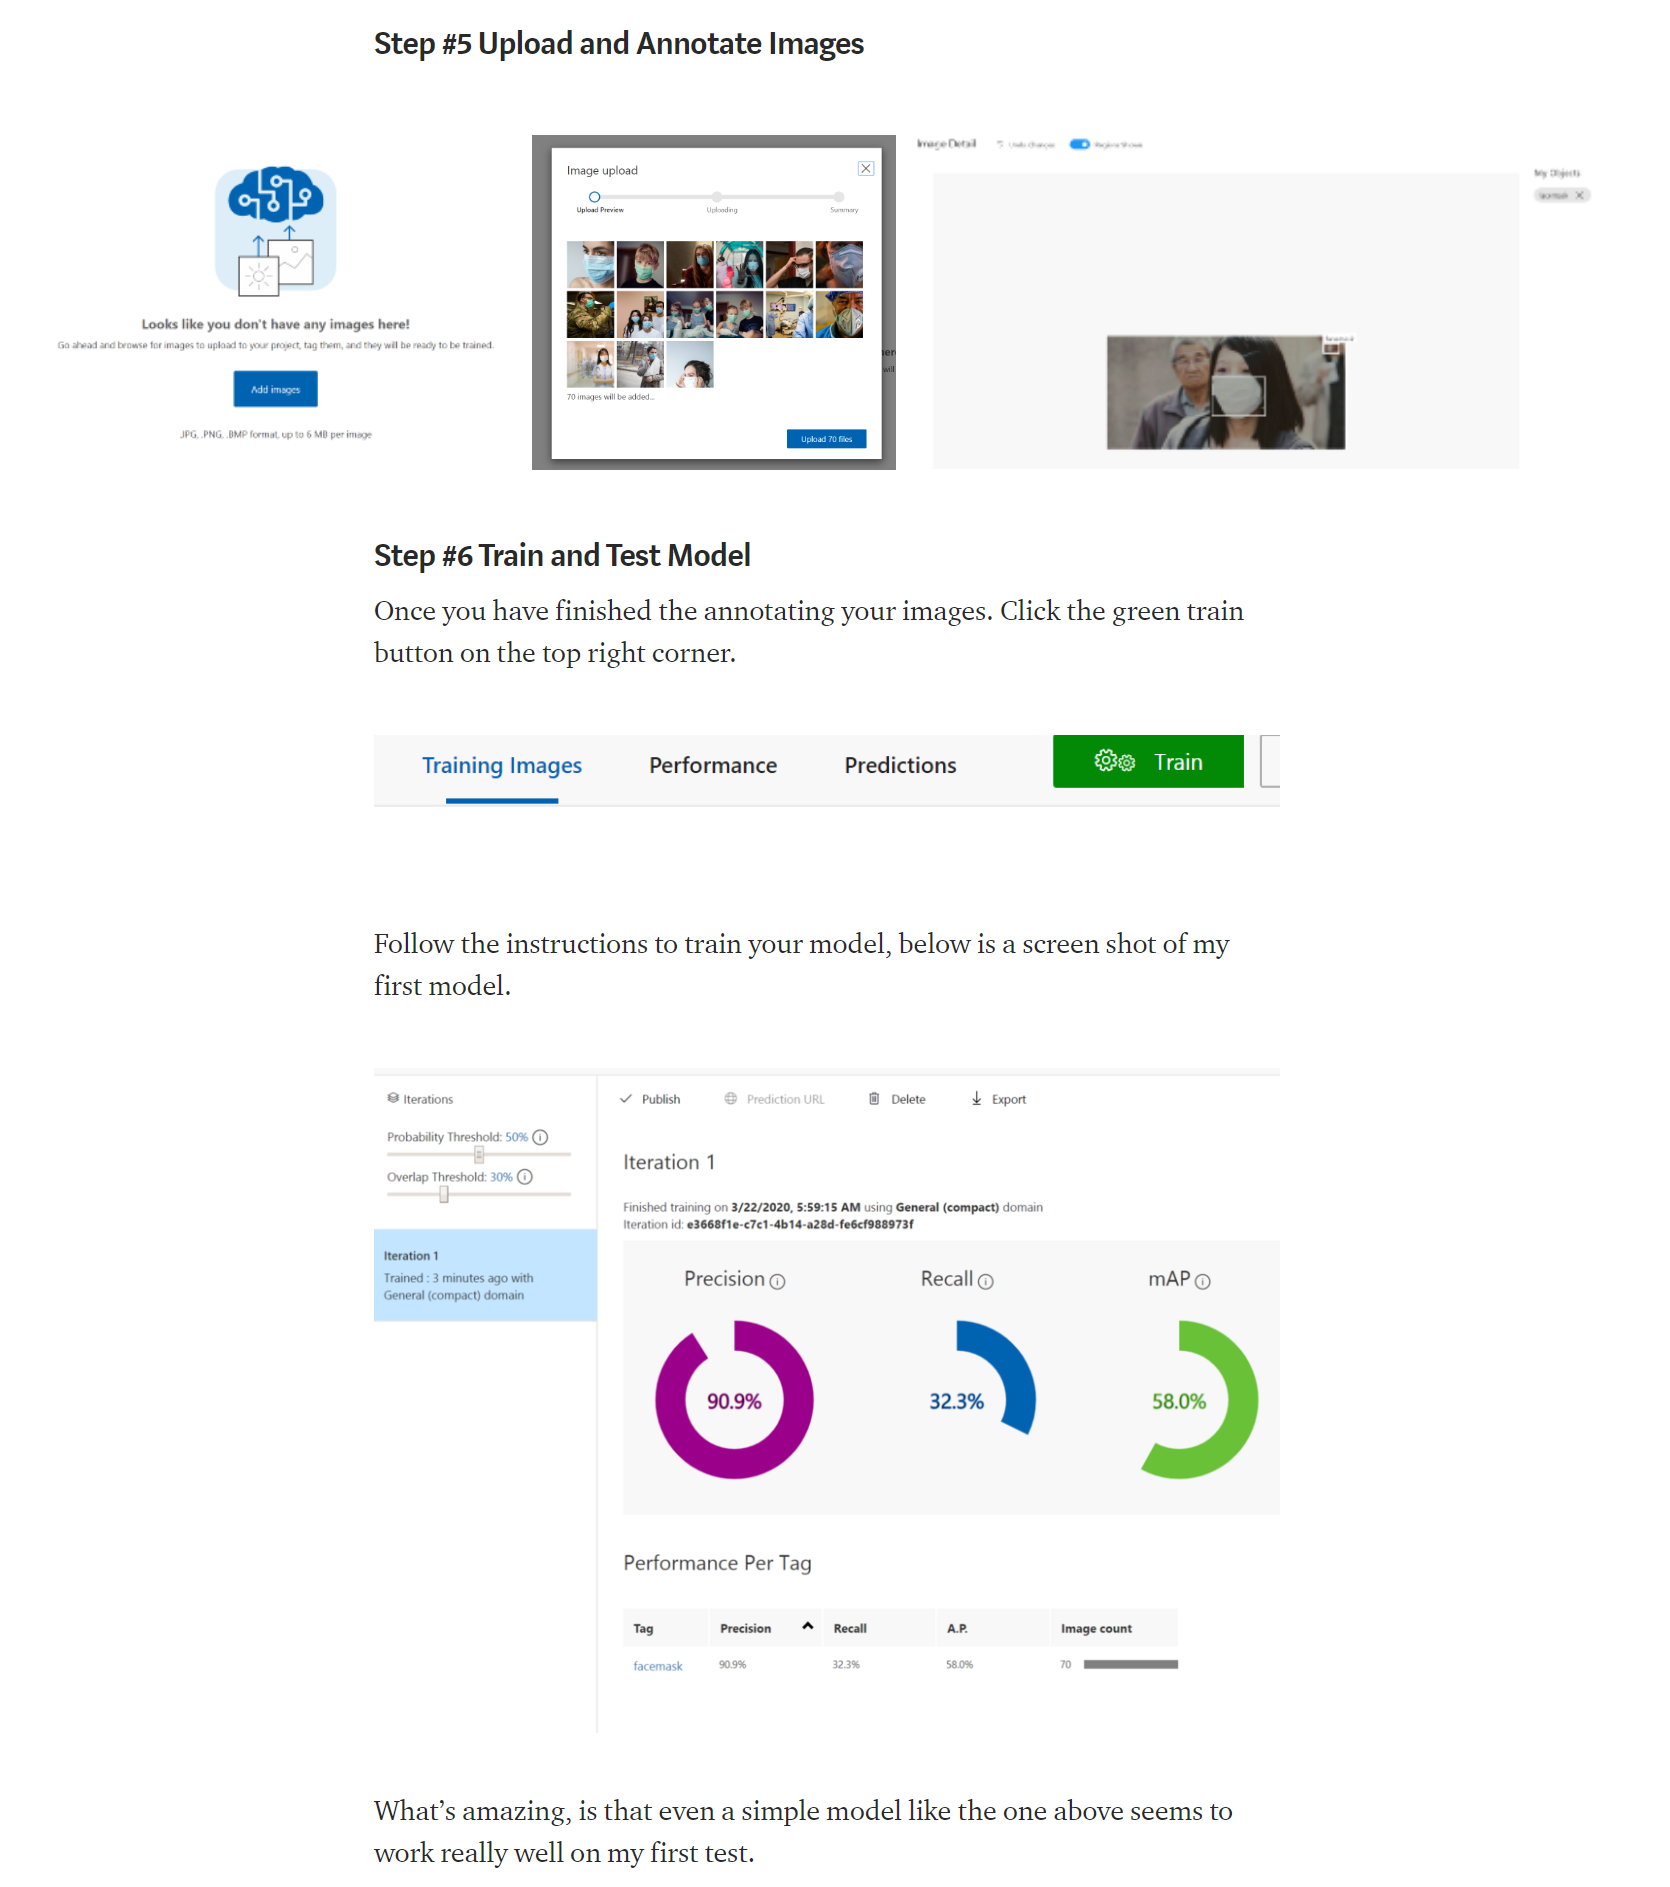 Step #5 Upload and Annotate Images
Looks like you don't have any images here!
Go ahead and browse for images to upload to your project, tag them, and they will be ready to be trained.
Add images
.JPG, .PNG, .BMP format, up to 6 MB per image
Image upload
Upload Preview
Uploading
Summary
70 images will be added...
Upload 70 files
will
Image Detail
Undo changes
Regions Shown
My Objects
facemask
Step #6 Train and Test Model
Once you have finished the annotating your images. Click the green train
button on the top right corner.
Training Images
Performance
Predictions
Train
Follow the instructions to train your model, below is a screen shot of my
first model.
Iterations
Probability Threshold: 50%
Overlap Threshold: 30%
Iteration 1
Trained : 3 minutes ago with
General (compact) domain
Publish
Prediction URL
Delete
Export
Iteration 1
Finished training on 3/22/2020, 5:59:15 AM using General (compact) domain
Iteration id: e3668f1e-c7c1-4b14-a28d-fe6cf988973f
Precision
Recall
mAP
90.9%
32.3%
58.0%
Performance Per Tag
Tag Precision Recall A.P. Image count
facemask 90.9% 32.3% 58.0% 70
What’s amazing, is that even a simple model like the one above seems to
work really well on my first test.